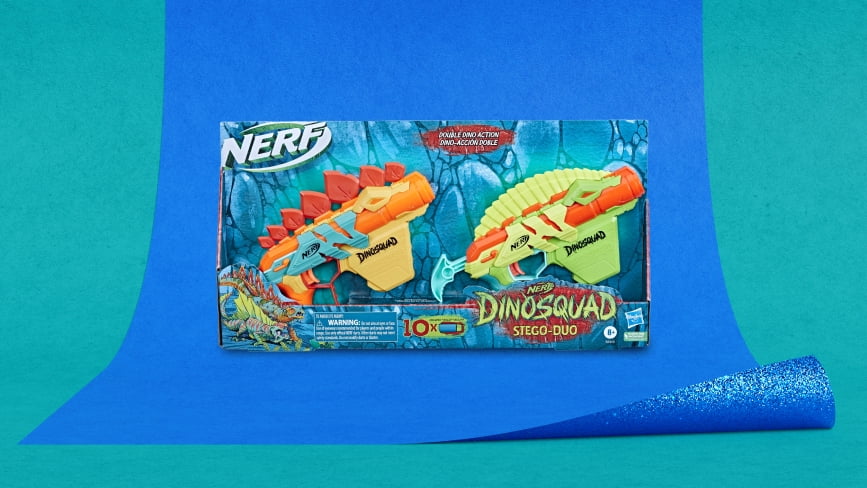 NERF
DOUBLE DINO ACTION
DINO-ACCIÓN DOBLE
NERF
DINOSQUAD
NERF
DINOSQUAD
NERF
DINOSQUAD
STEGO-DUO
WARNING:
10X
8+
Hasbro